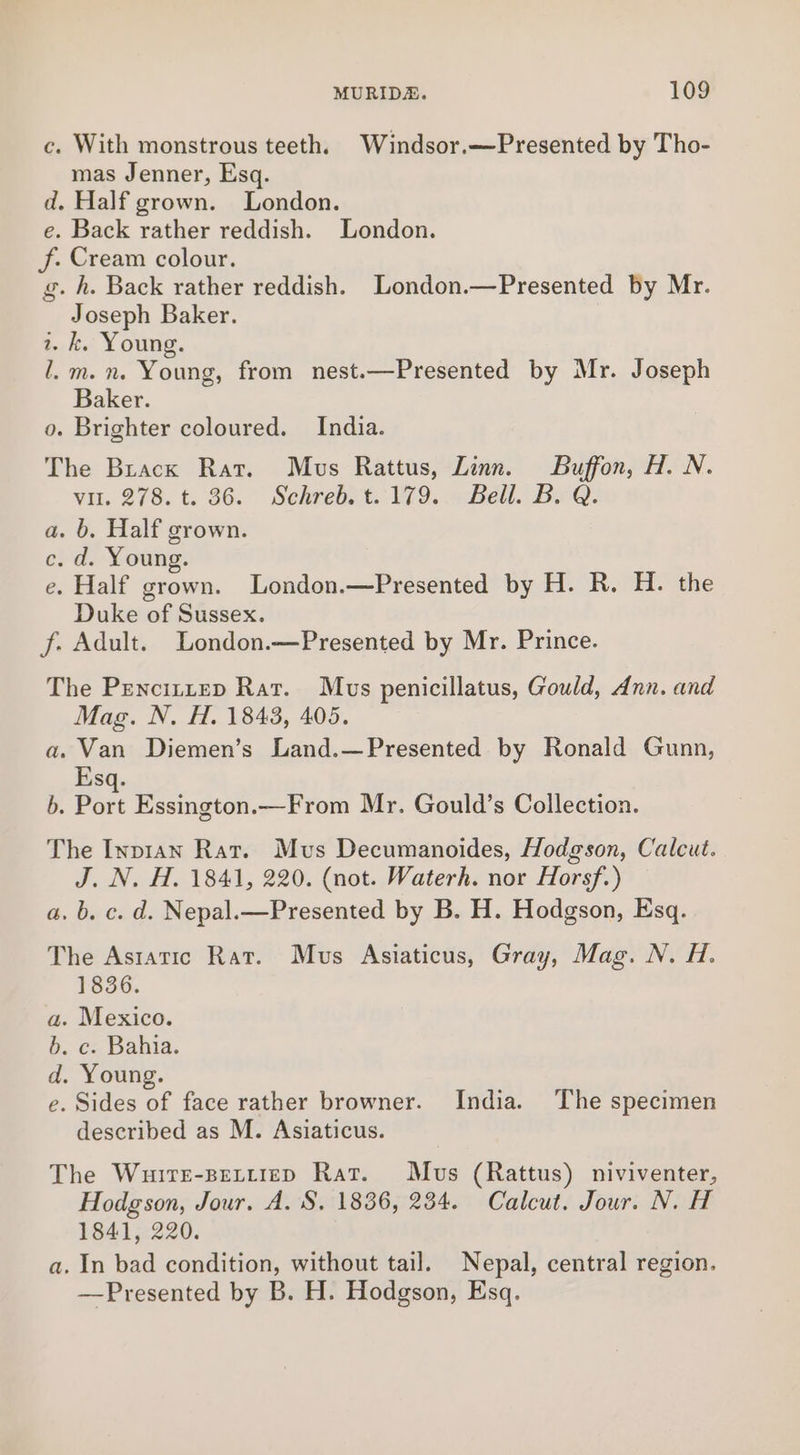 MURIDÆ. 109
c. With monstrous teeth. Windsor.—Presented by Tho-
mas Jenner, Esq.
d. Half grown. London.
e. Back rather reddish. London.
f. Cream colour.
g. h. Back rather reddish. London.—Presented by Mr.
Joseph Baker.
i. k. Young.
l. m. n. Young, from nest.—Presented by Mr. Joseph
Baker.
o. Brighter coloured. India.
The Black Rat. Mus Rattus, Linn. Buffon, H. N.
vii. 278. t. 36. Schreb. t. 179. Bell. B. Q.
a. b. Half grown.
c. d. Young.
e. Half grown. London.—Presented by H. R. H. the
Duke of Sussex.
f. Adult. London.—Presented by Mr. Prince.
The Pencilled Rat. Mus penicillatus, Gould, Ann. and
Mag. N. H. 1843, 405.
a. Van Diemen's Land.—Presented by Ronald Gunn,
Esq.
b. Port Essington.—From Mr. Gould's Collection.
The Indian Rat. Mus Decumanoides, Hodgson, Calcut.
J. N. H. 1841, 220. (not. Waterh. nor Horsf.)
a. b. c. d. Nepal.—Presented by B. H. Hodgson, Esq.
The Asiatic Rat. Mus Asiaticus, Gray, Mag. N. H.
1836.
a. Mexico.
b. c. Bahia.
d. Young.
e. Sides of face rather browner. India. The specimen
described as M. Asiaticus.
The White-bellied Rat. Mus (Rattus) niviventer,
Hodgson, Jour. A. S. 1836, 234. Calcut. Jour. N. H
1841, 220.
a. In bad condition, without tail. Nepal, central region.
—Presented by B. H. Hodgson, Esq.